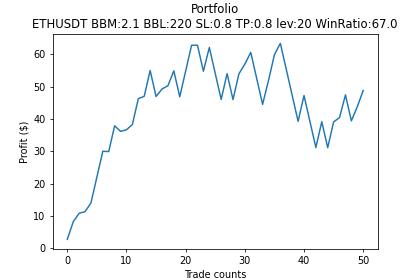 Portfolio
ETHUSDT BBM:2.1 BBL:220 SL:0.8 TP:0.8 lev:20 WinRatio:67.0
60
50
40
30
20
10
0
Profit ($)
0 10 20 30 40 50
Trade counts